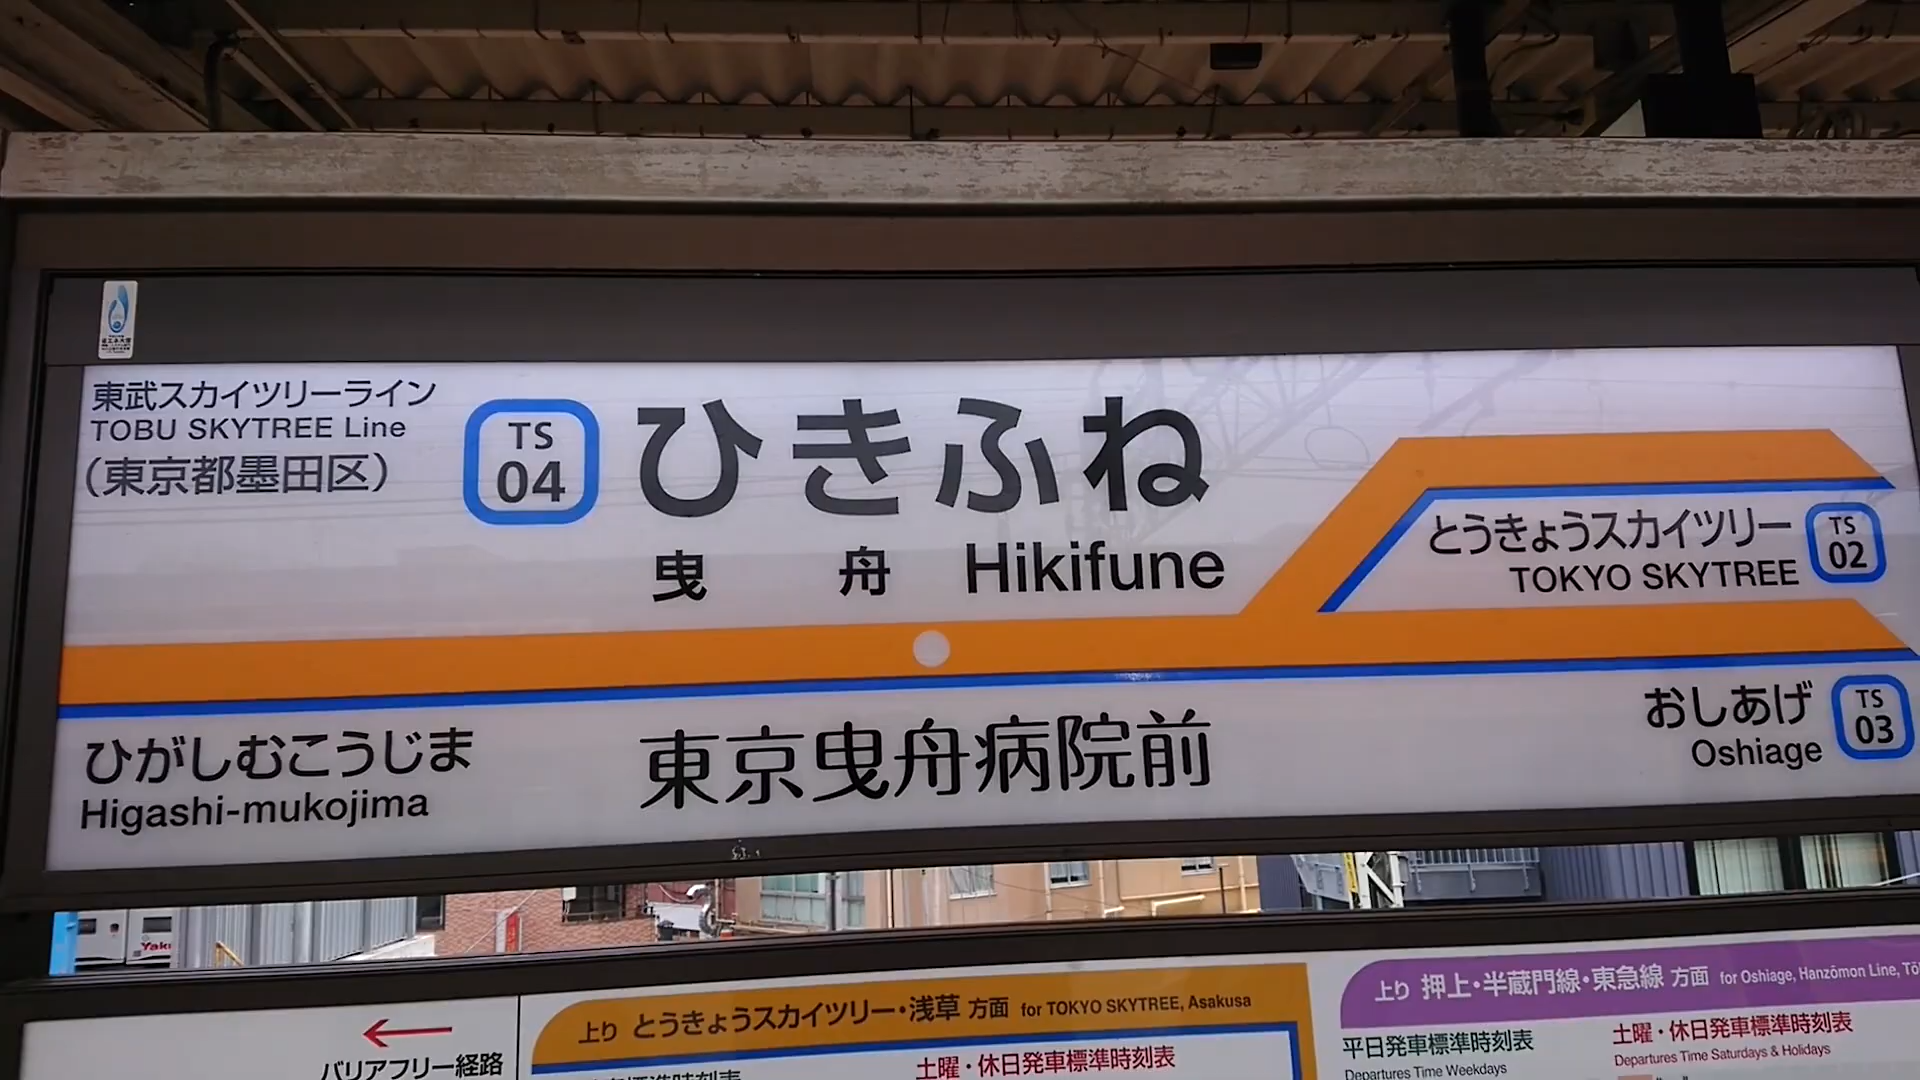 東武スカイツリーライン
TOBU SKYTREE Line
（東京都墨田区）
TS
04
ひきふね
曳 舟 Hikifune
とうきょうスカイツリー
TOKYO SKYTREE
TS
02
ひがしむこうじま
Higashi-mukojima
東京曳舟病院前
おしあげ
Oshiage
TS
03
バリアフリー経路
上り とうきょうスカイツリー・浅草 方面 for TOKYO SKYTREE, Asakusa
土曜・休日発車標準時刻表
上り 押上・半蔵門線・東急線 方面 for Oshiage, Hanzōmon Line,
平日発車標準時刻表
Departures Time Weekdays
土曜・休日発車標準時刻表
Departures Time Saturdays & Holidays